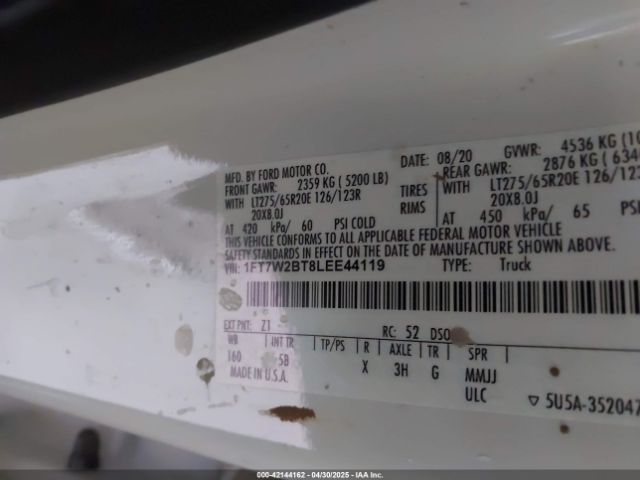 MFD. BY FORD MOTOR CO.
DATE: 08/20 GVWR: 4536 KG
FRONT GAWR: 2359 KG ( 5200 LB)
REAR GAWR: 2876 KG
WITH LT275/65R20E 126/123R TIRES WITH LT275/65R20E
20X8.0J RIMS 20X8.0J
AT 420 kPa/ 60 PSI COLD AT 450 kPa/ 65 PSI
THIS VEHICLE CONFORMS TO ALL APPLICABLE FEDERAL MOTOR VEHICLE
SAFETY STANDARDS IN EFFECT ON THE DATE OF MANUFACTURE SHOWN ABOVE.
VIN: 1FT7W2BT8LEE44119 TYPE: Truck
EXT PNT: Z1 RC: 52 DSO:
WB INT TR TP/PS R AXLE TR SPR
160 5B X 3H G MMJJ
MADE IN U.S.A. ULC
▽ 5U5A-352047
000-42144162 - 04/30/2025 - IAA Inc.